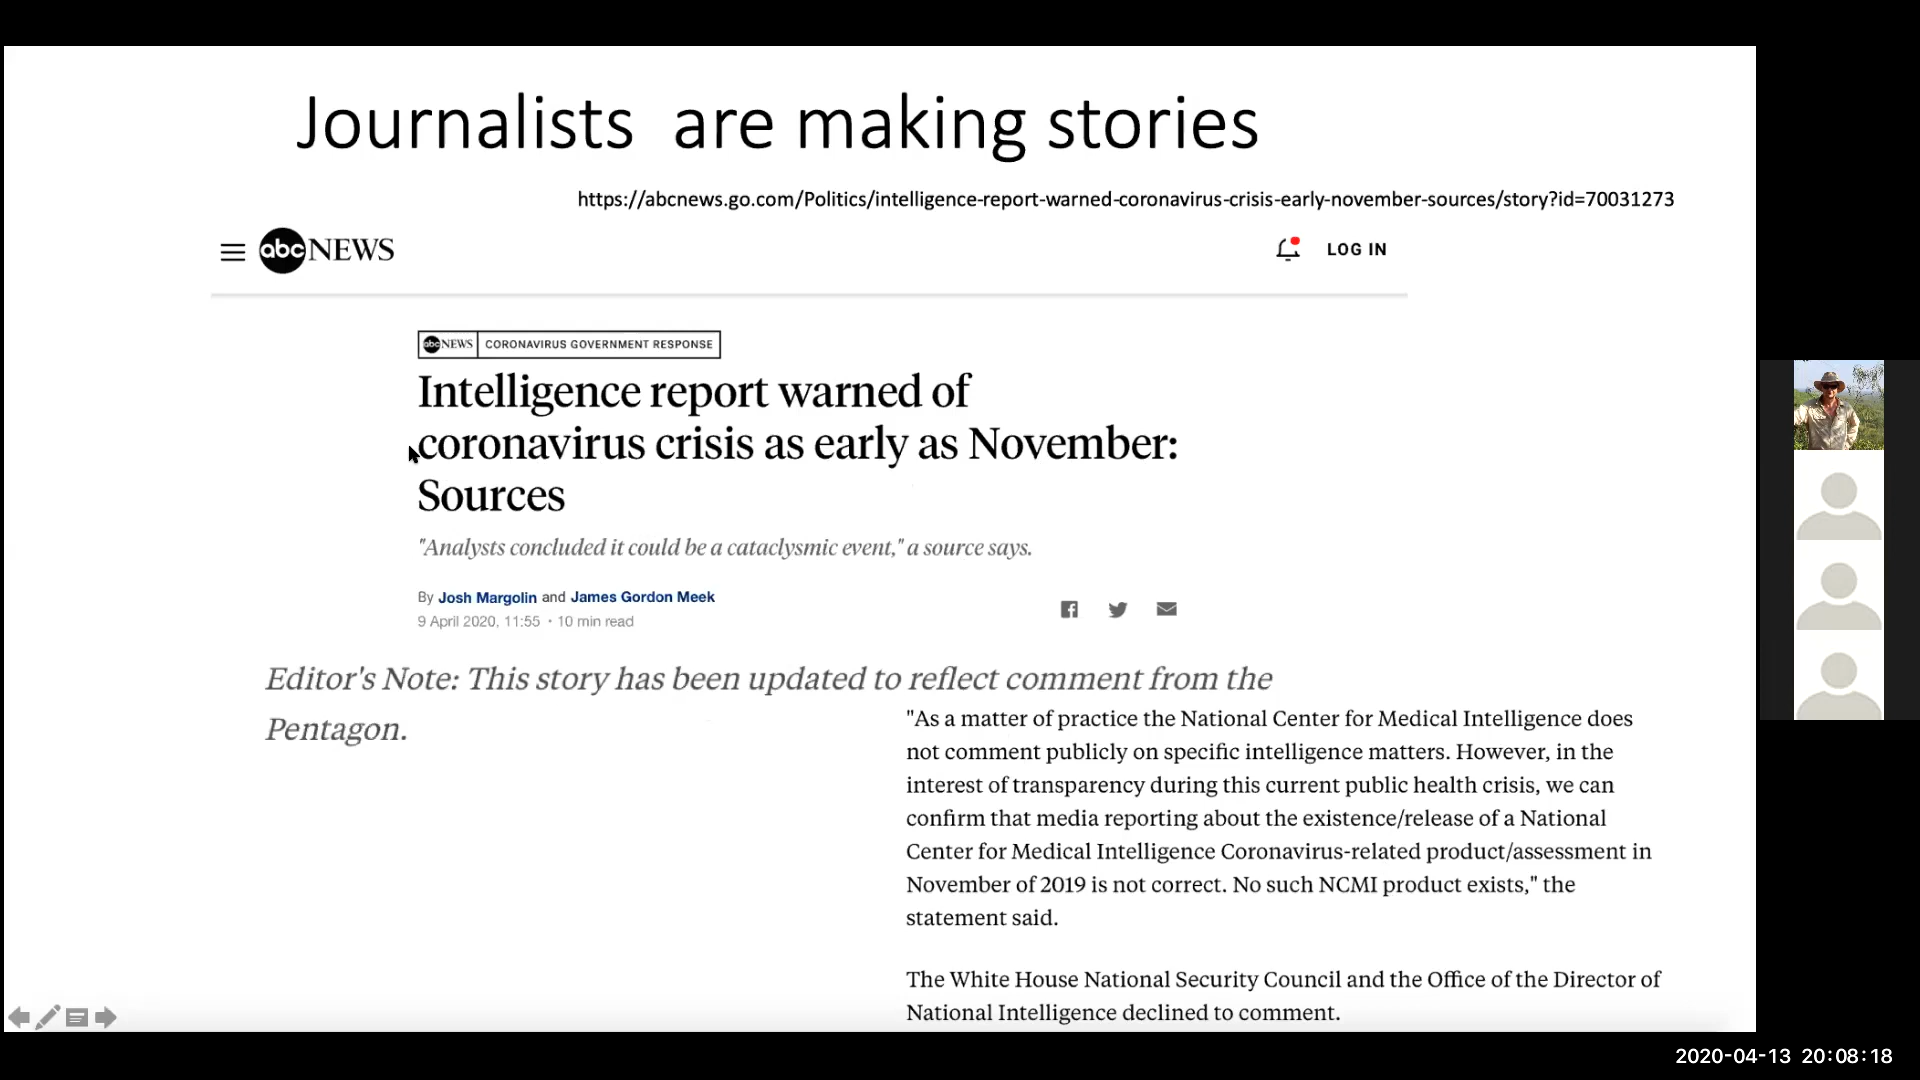 Journalists  are making stories
https://abcnews.go.com/Politics/intelligence-report-warned-coronavirus-crisis-early-november-sources/story?id=70031273
abc NEWS
LOG IN
abc NEWS CORONAVIRUS GOVERNMENT RESPONSE
Intelligence report warned of
coronavirus crisis as early as November:
Sources
"Analysts concluded it could be a cataclysmic event," a source says.
By Josh Margolin and James Gordon Meek
9 April 2020, 11:55 • 10 min read
Editor's Note: This story has been updated to reflect comment from the
Pentagon.
"As a matter of practice the National Center for Medical Intelligence does
not comment publicly on specific intelligence matters. However, in the
interest of transparency during this current public health crisis, we can
confirm that media reporting about the existence/release of a National
Center for Medical Intelligence Coronavirus-related product/assessment in
November of 2019 is not correct. No such NCMI product exists," the
statement said.
The White House National Security Council and the Office of the Director of
National Intelligence declined to comment.
2020-04-13 20:08:18